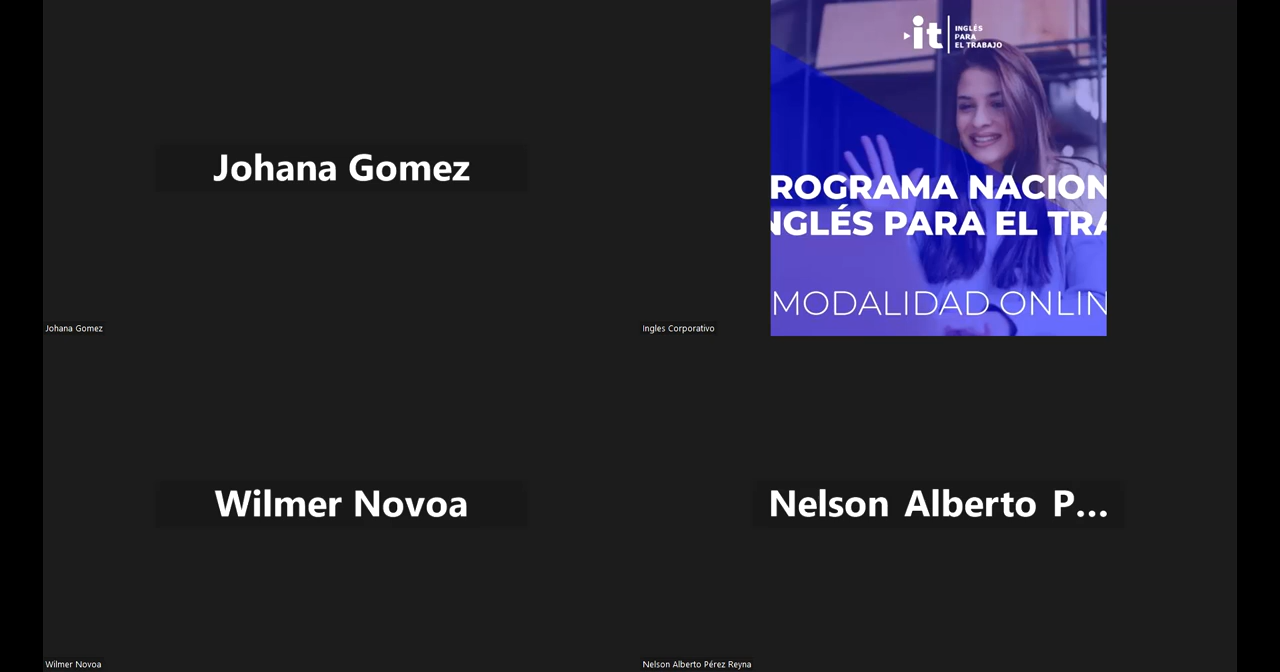 it
INGLÉS
PARA
EL TRABAJO
Johana Gomez
ROGRAMA NACION
NGLÉS PARA EL TRA
MODALIDAD ONLIN
Johana Gomez
Ingles Corporativo
Wilmer Novoa
Nelson Alberto P...
Wilmer Novoa
Nelson Alberto Pérez Reyna